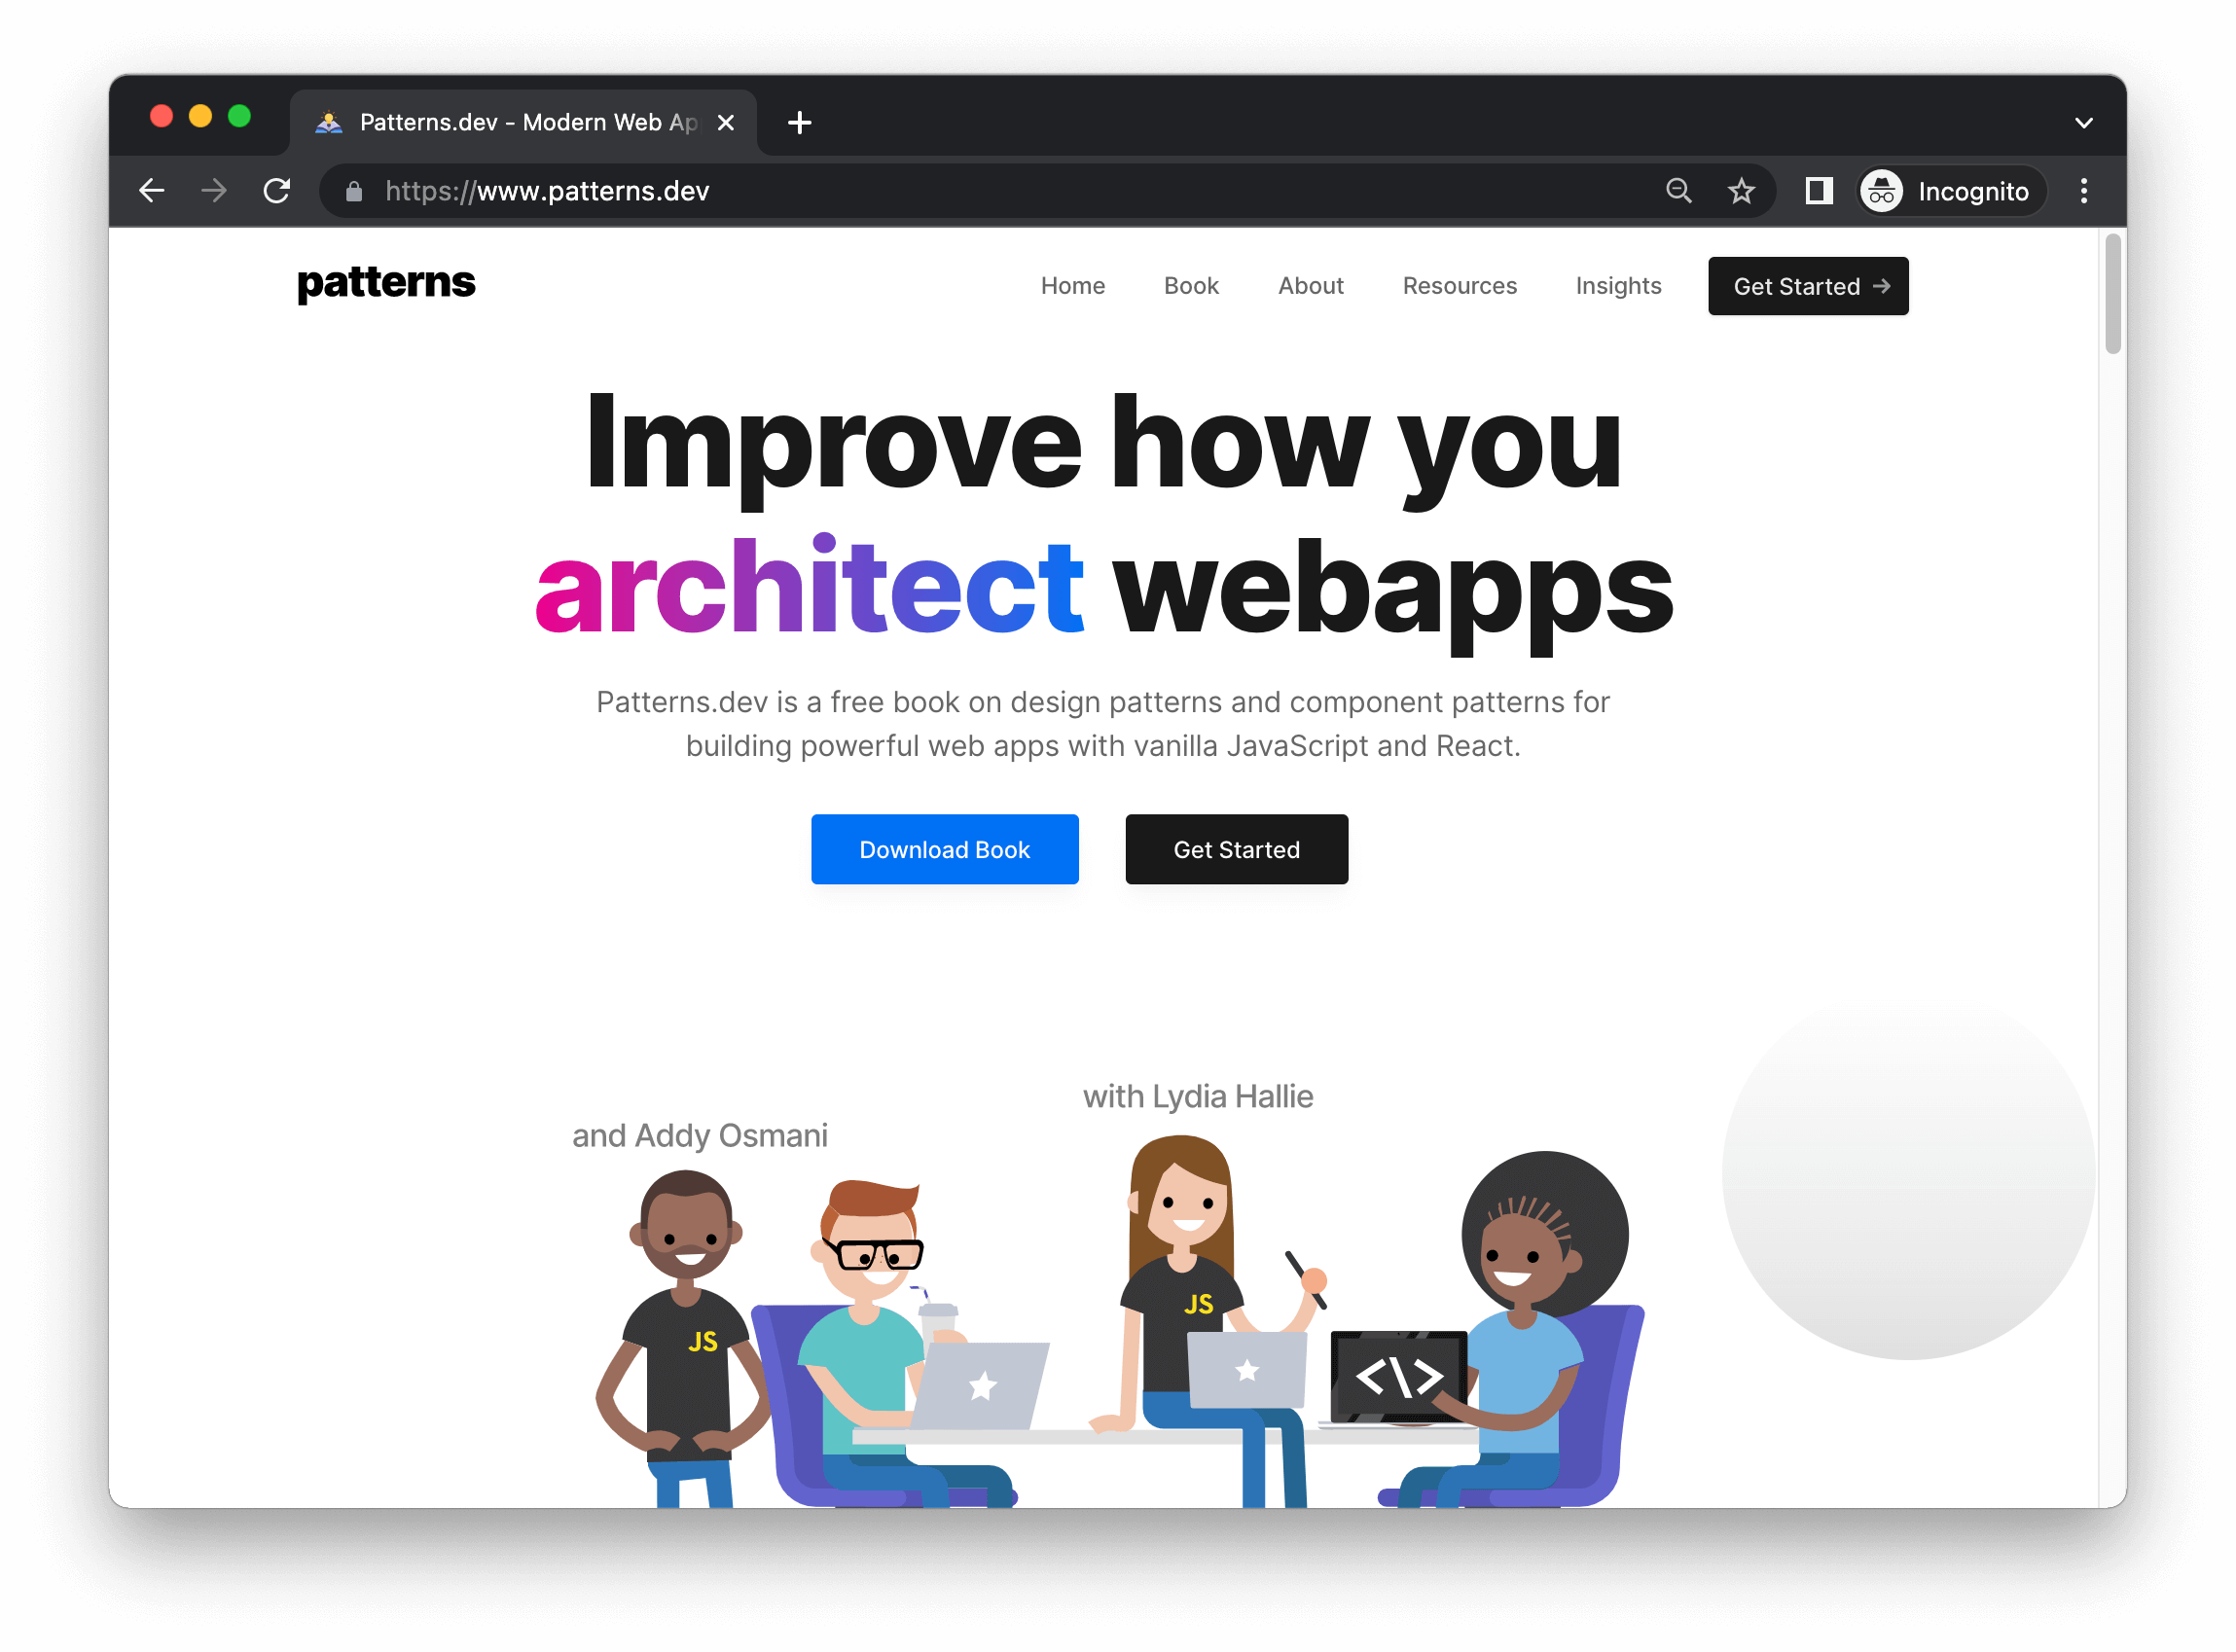 Patterns.dev - Modern Web Ap
https://www.patterns.dev
Incognito
patterns
Home Book About Resources Insights Get Started →
Improve how you
architect webapps
Patterns.dev is a free book on design patterns and component patterns for
building powerful web apps with vanilla JavaScript and React.
Download Book Get Started
with Lydia Hallie
and Addy Osmani
JS
JS
<\>